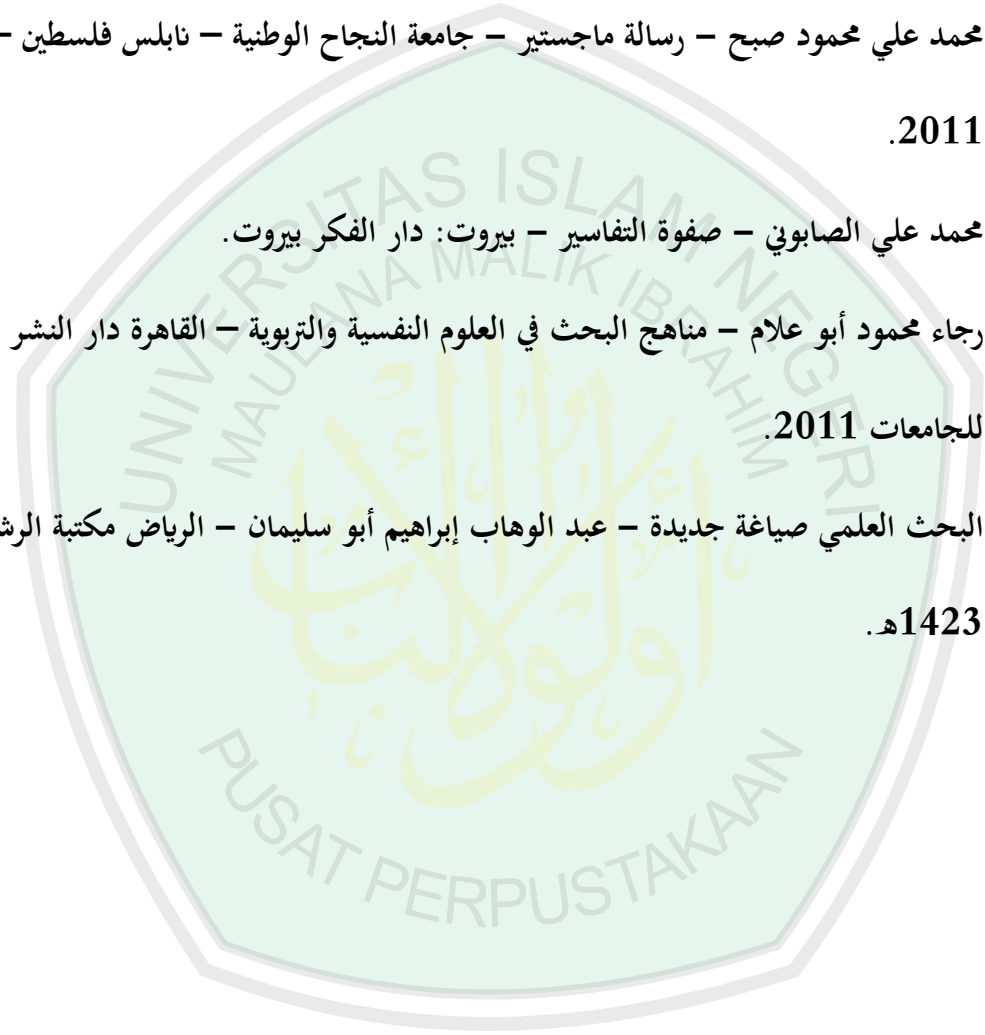 محمد علي محمود صبح – رسالة ماجستير – جامعة النجاح الوطنية – نابلس فلسطين –
2011.
محمد علي الصابوني – صفوة التفاسير – بيروت: دار الفكر بيروت.
رجاء محمود أبو علام – مناهج البحث في العلوم النفسية والتربوية – القاهرة دار النشر
للجامعات 2011.
البحث العلمي صياغة جديدة – عبد الوهاب إبراهيم أبو سليمان – الرياض مكتبة
1423هـ.
UNIVERSITAS ISLAM NEGERI
MAULANA MALIK IBRAHIM
PUSAT PERPUSTAKAAN